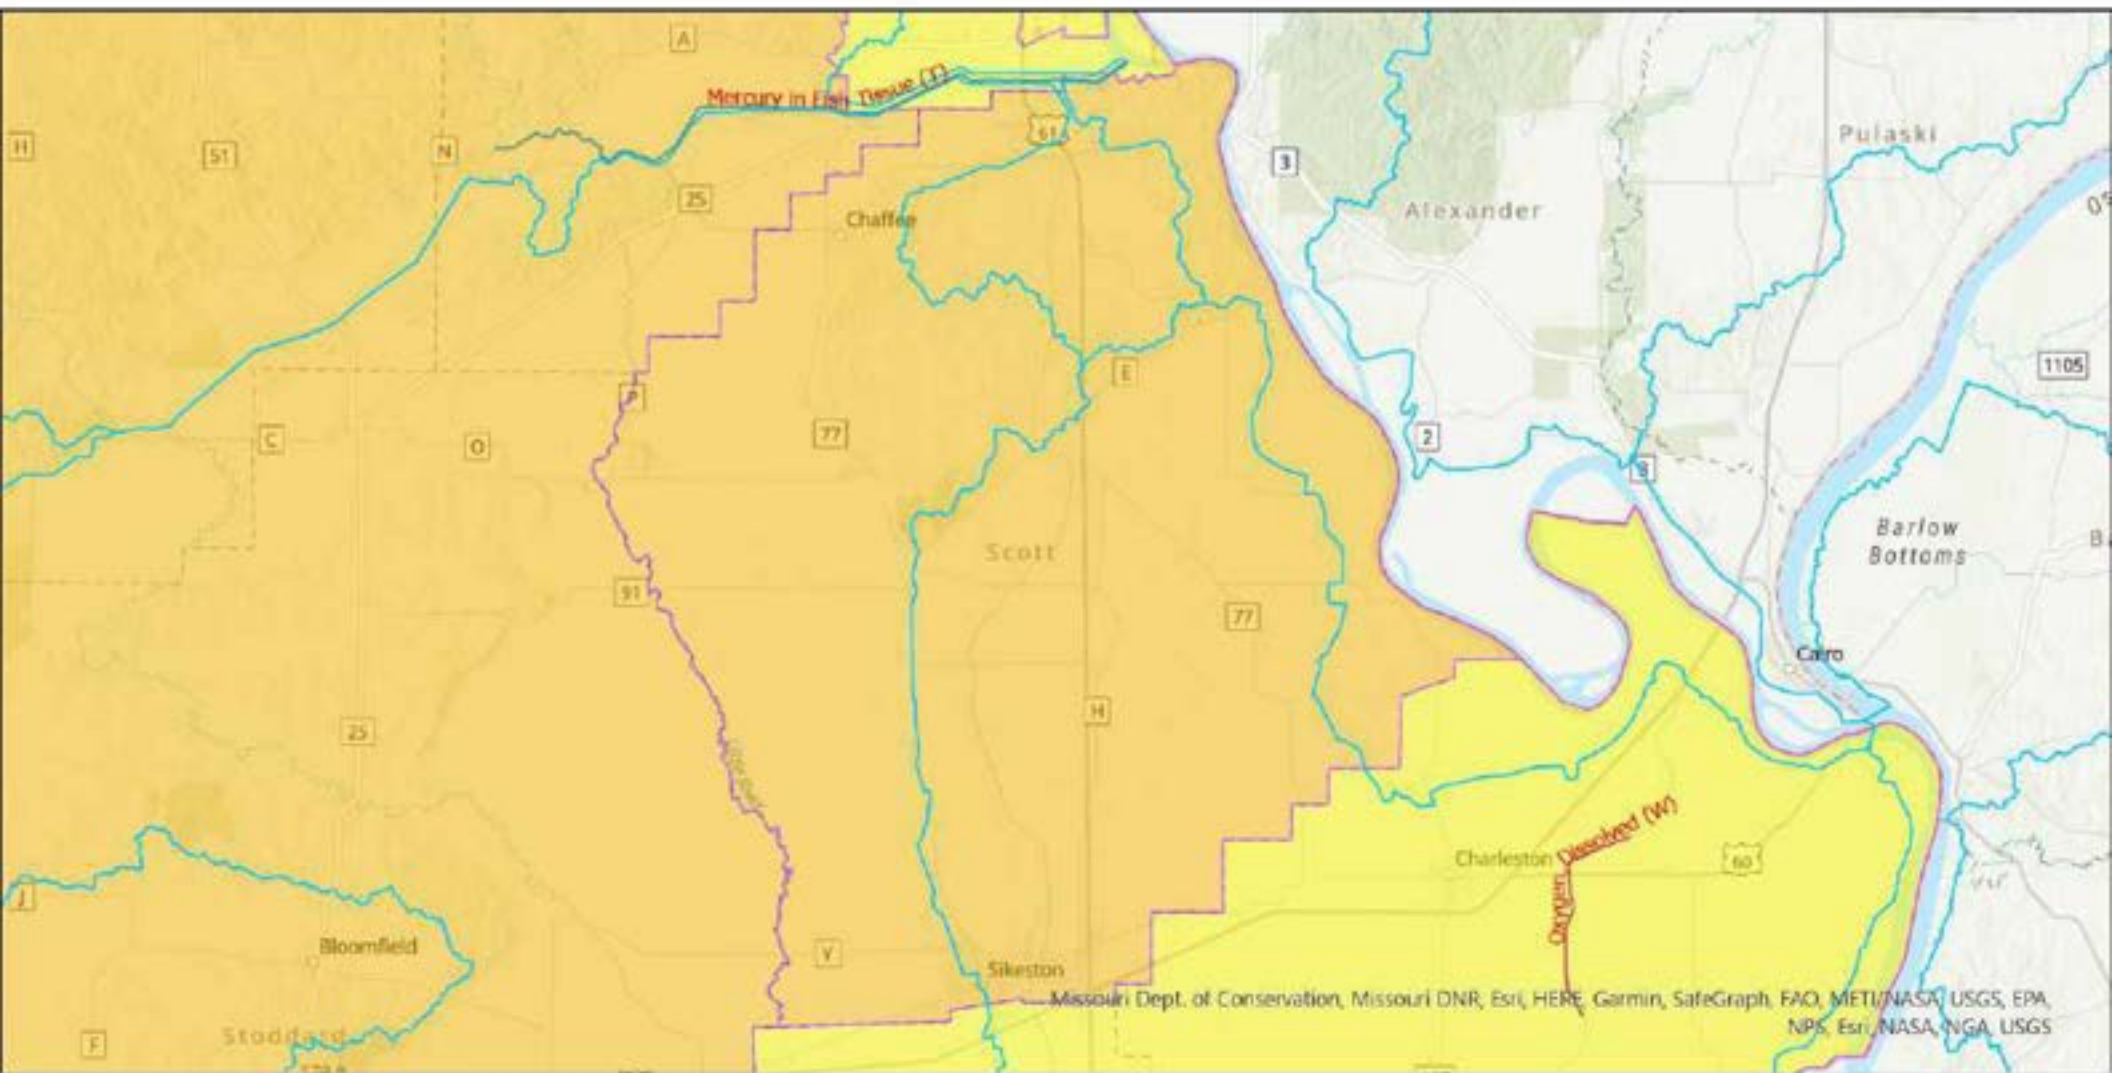 A
Mercury in Fish Tissue (T)
H
51
N
61
3
Pulaski
25
Chaffee
Alexander
E
1105
P
C
O
77
2
3
Scott
Barlow
Bottoms
B
91
77
Cairo
25
H
Charleston
Oxygen, Dissolved (W)
60
J
Bloomfield
Y
Sikeston
Missouri Dept. of Conservation, Missouri DNR, Esri, HERE, Garmin, SafeGraph, FAO, METI/NASA, USGS, EPA,
NPS, Esri, NASA, NGA, USGS
Stoddard
F